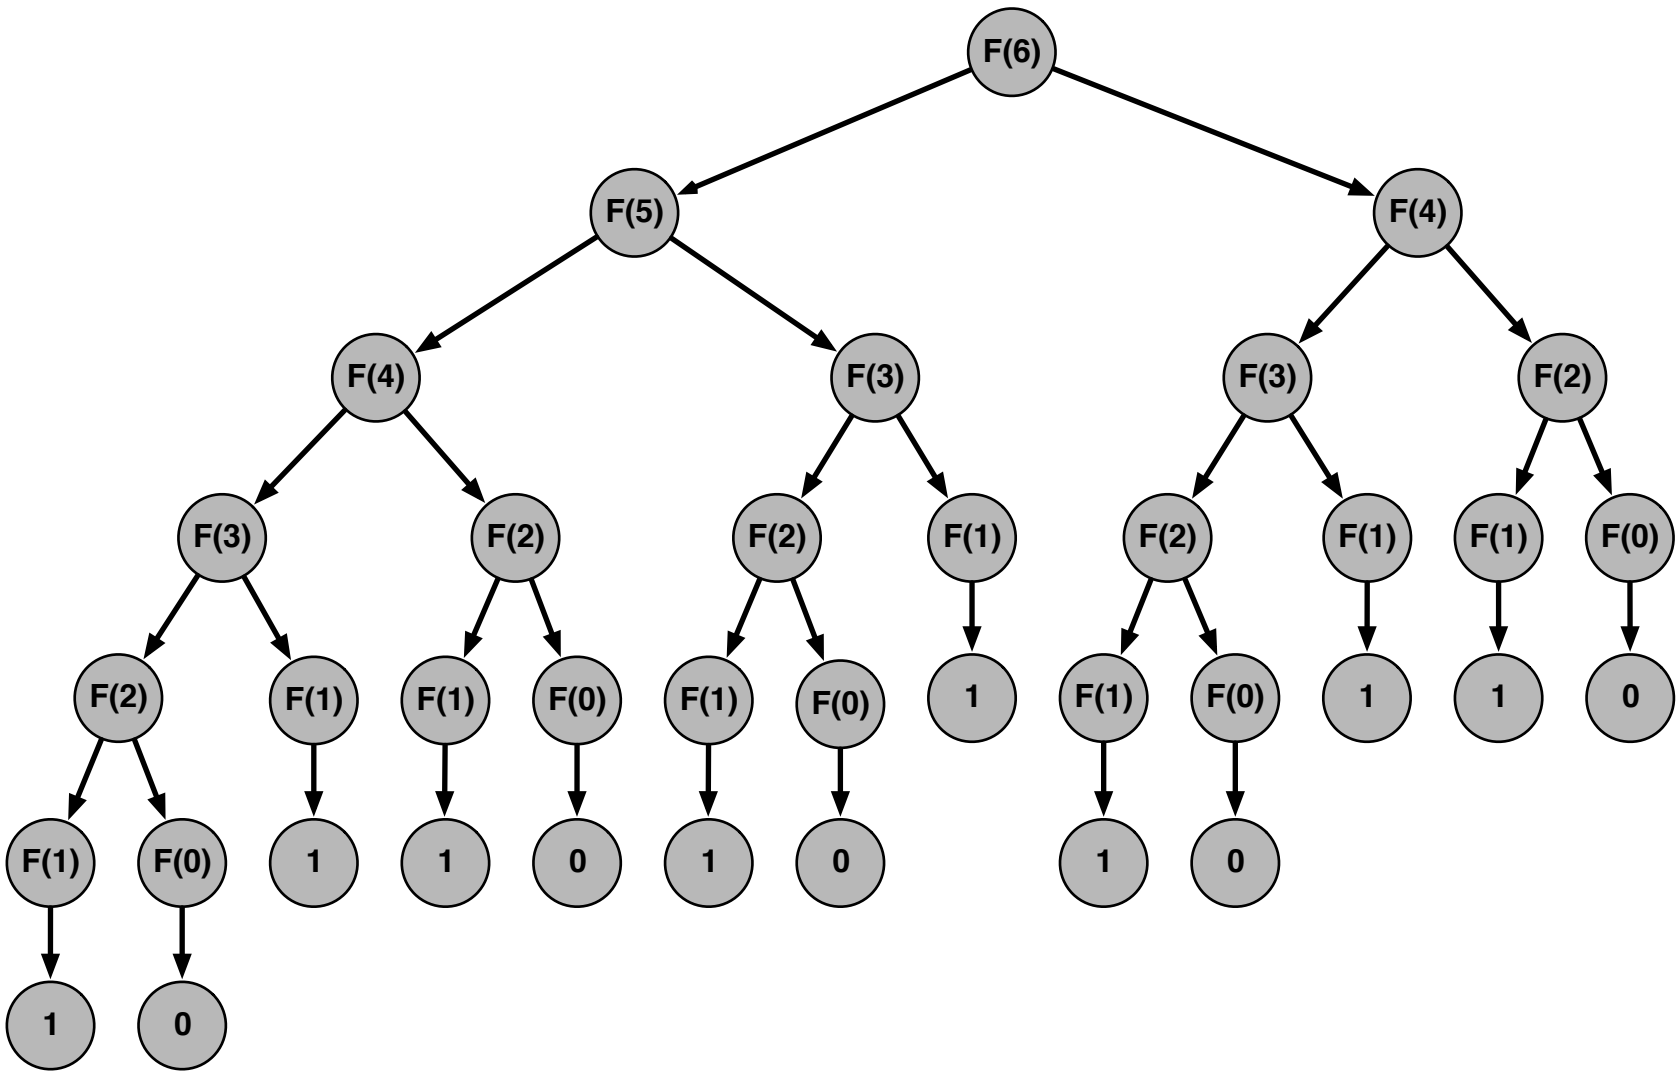 F(6)
F(5) F(4)
F(4) F(3) F(3) F(2)
F(3) F(2) F(2) F(1) F(2) F(1) F(1) F(0)
F(2) F(1) F(1) F(0) F(1) F(0) 1 F(1) F(0) 1 1 0
F(1) F(0) 1 1 0 1 0 1 0
1 0